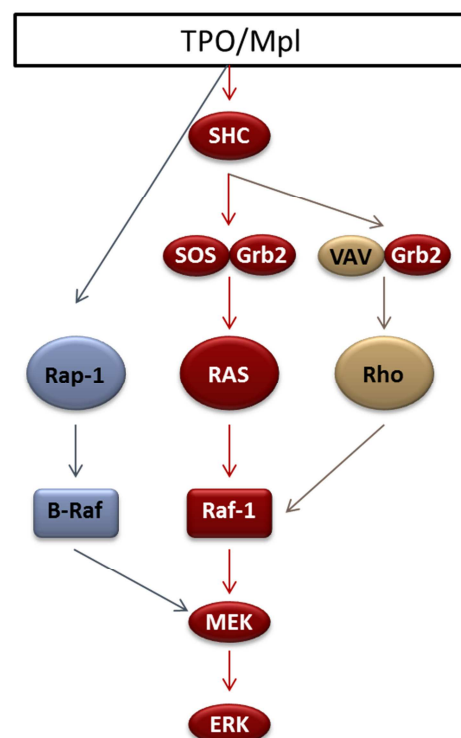 TPO/Mpl
SHC
SOS Grb2 VAV Grb2
Rap-1 RAS Rho
B-Raf Raf-1
MEK
ERK